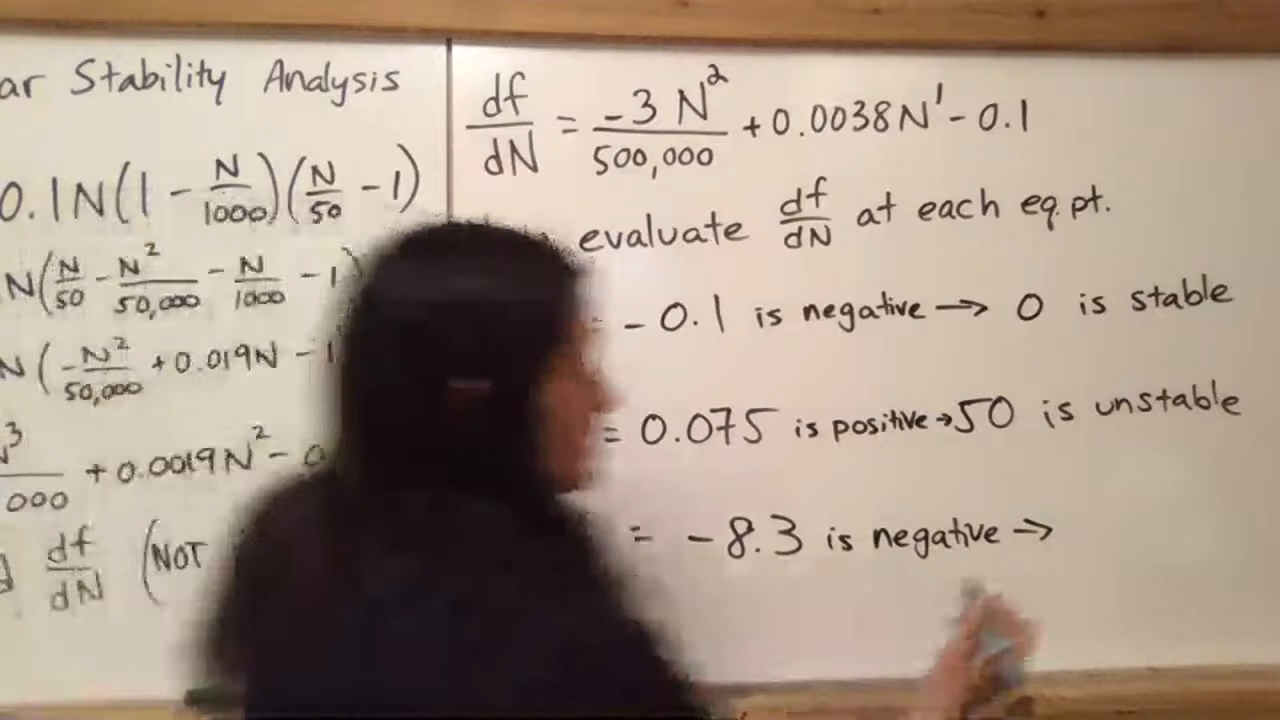 ar Stability Analysis
0.1N(1 - N/1000)(N/50 - 1)
N(N/50 - N²/50,000 - N/1000 - 1)
N(-N²/50,000 + 0.019N - 1
³/000 + 0.0019N² - 0
df/dN (NOT
df/dN = -3N²/500,000 + 0.0038N¹ - 0.1
evaluate df/dN at each eq. pt.
= -0.1 is negative → 0 is stable
= 0.075 is positive → 50 is unstable
= -8.3 is negative →